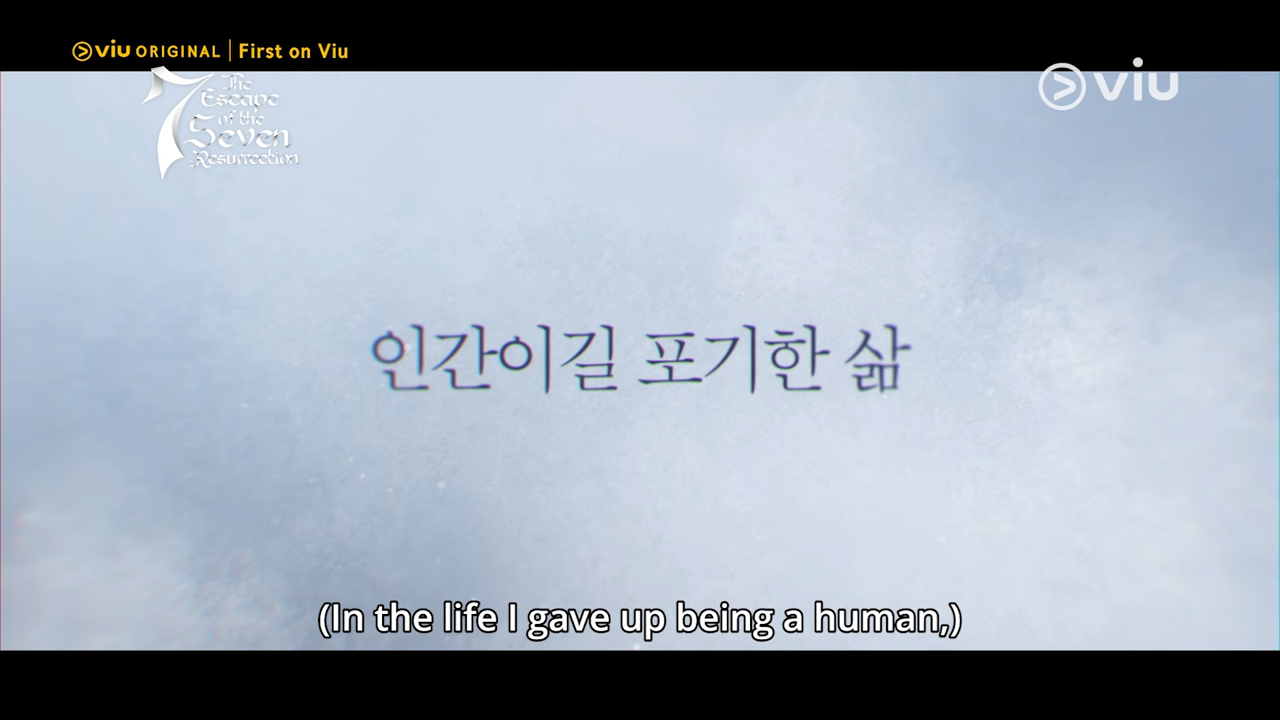 viu ORIGINAL | First on Viu
viu
7 The
Escape
of the
Seven
Resurrection
인간이길 포기한 삶
(In the life I gave up being a human,)